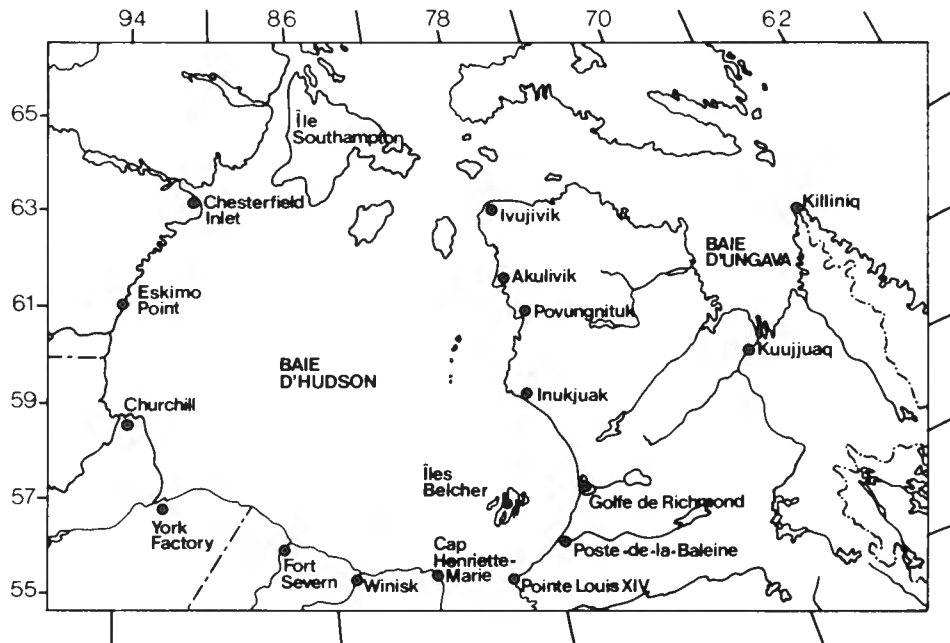 94 86 78 70 62
65
Île
Southampton
63
Chesterfield
Inlet
Ivujivik
Killiniq
BAIE
D'UNGAVA
Akulivik
61
Eskimo
Point
Povungnituk
Kuujjuaq
BAIE
D'HUDSON
59
Churchill
Inukjuak
57
Îles
Belcher
Golfe de Richmond
York
Factory
Cap
Henriette-
Marie
Poste-de-la-Baleine
55
Fort
Severn
Winisk
Pointe Louis XIV